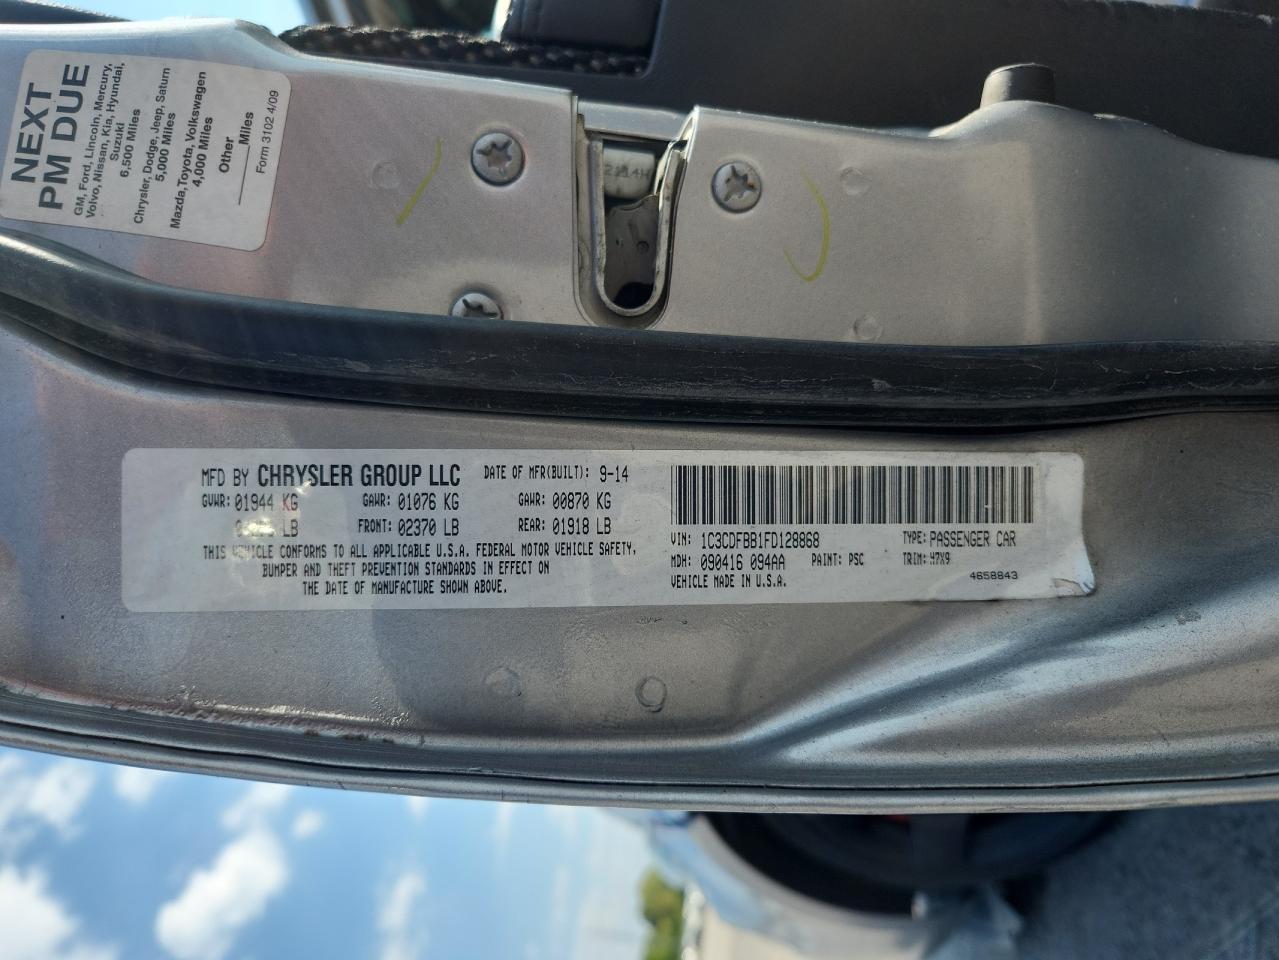 NEXT
PM DUE
GM, Ford, Lincoln, Mercury,
Volvo, Nissan, Kia, Hyundai,
Suzuki
6,500 Miles
Chrysler, Dodge, Jeep, Saturn
5,000 Miles
Mazda, Toyota, Volkswagen
4,000 Miles
Other
Miles
Form 3102 4/09
MFD BY CHRYSLER GROUP LLC DATE OF MFR(BUILT): 9-14
GVWR: 01944 KG GAWR: 01076 KG GAWR: 00870 KG
LB FRONT: 02370 LB REAR: 01918 LB
THIS VEHICLE CONFORMS TO ALL APPLICABLE U.S.A. FEDERAL MOTOR VEHICLE SAFETY,
BUMPER AND THEFT PREVENTION STANDARDS IN EFFECT ON
THE DATE OF MANUFACTURE SHOWN ABOVE.
VIN: 1C3CDFBB1FD128868 TYPE: PASSENGER CAR
MDH: 090416 094AA PAINT: PSC TRIM: H7X9
VEHICLE MADE IN U.S.A. 4658843